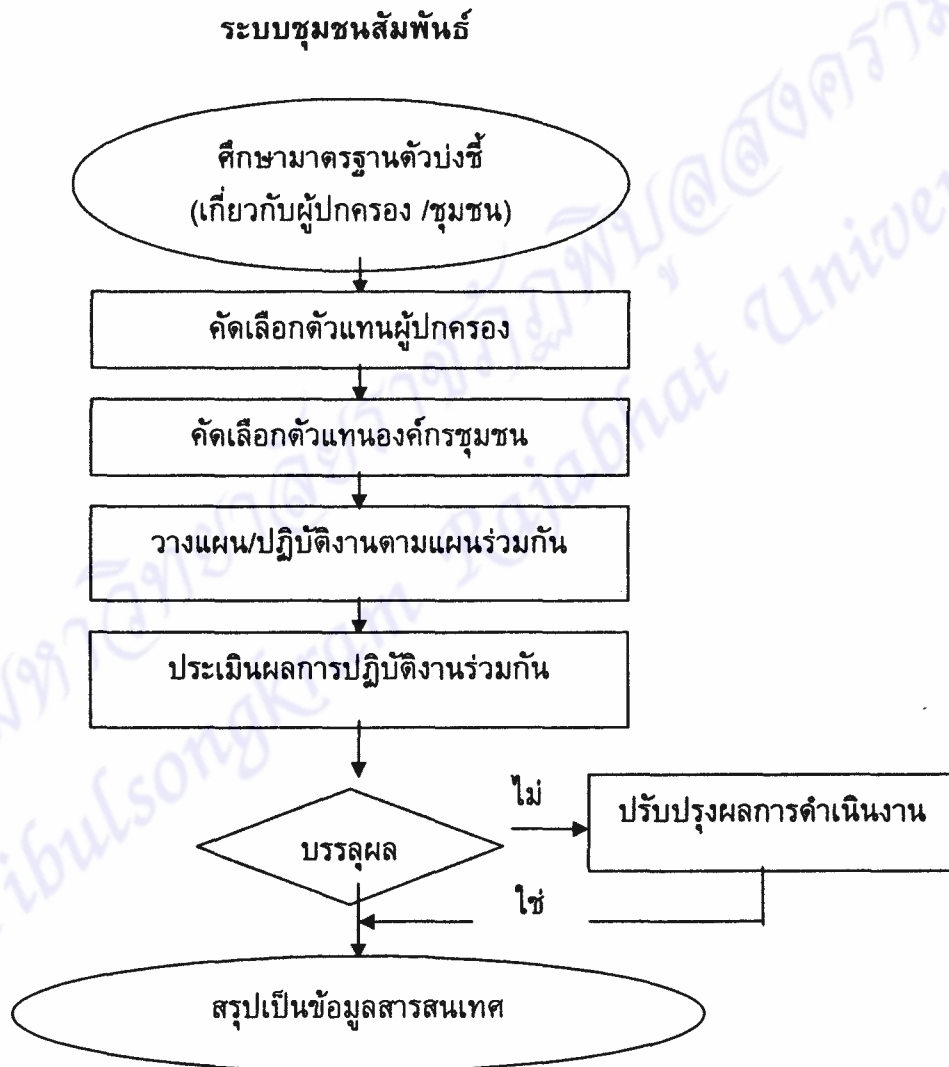 ระบบชุมชนสัมพันธ์
ศึกษามาตรฐานตัวบ่งชี้
(เกี่ยวกับผู้ปกครอง /ชุมชน)
คัดเลือกตัวแทนผู้ปกครอง
คัดเลือกตัวแทนองค์กรชุมชน
วางแผน/ปฏิบัติงานตามแผนร่วมกัน
ประเมินผลการปฏิบัติงานร่วมกัน
ไม่
ปรับปรุงผลการดำเนินงาน
บรรลุผล
ใช่
สรุปเป็นข้อมูลสารสนเทศ